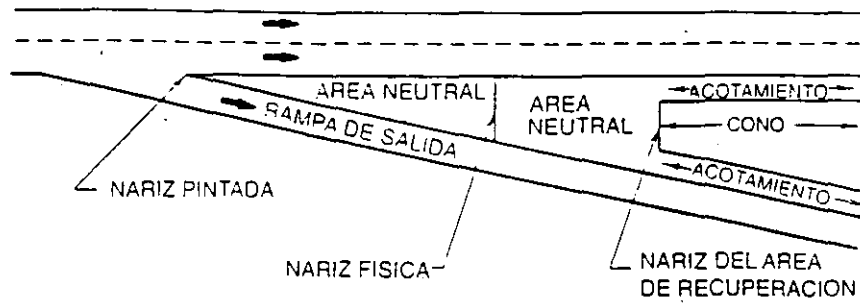 AREA NEUTRAL
AREA
NEUTRAL
ACOTAMIENTO
CONO
RAMPA DE SALIDA
ACOTAMIENTO
NARIZ PINTADA
NARIZ FISICA
NARIZ DEL AREA
DE RECUPERACION